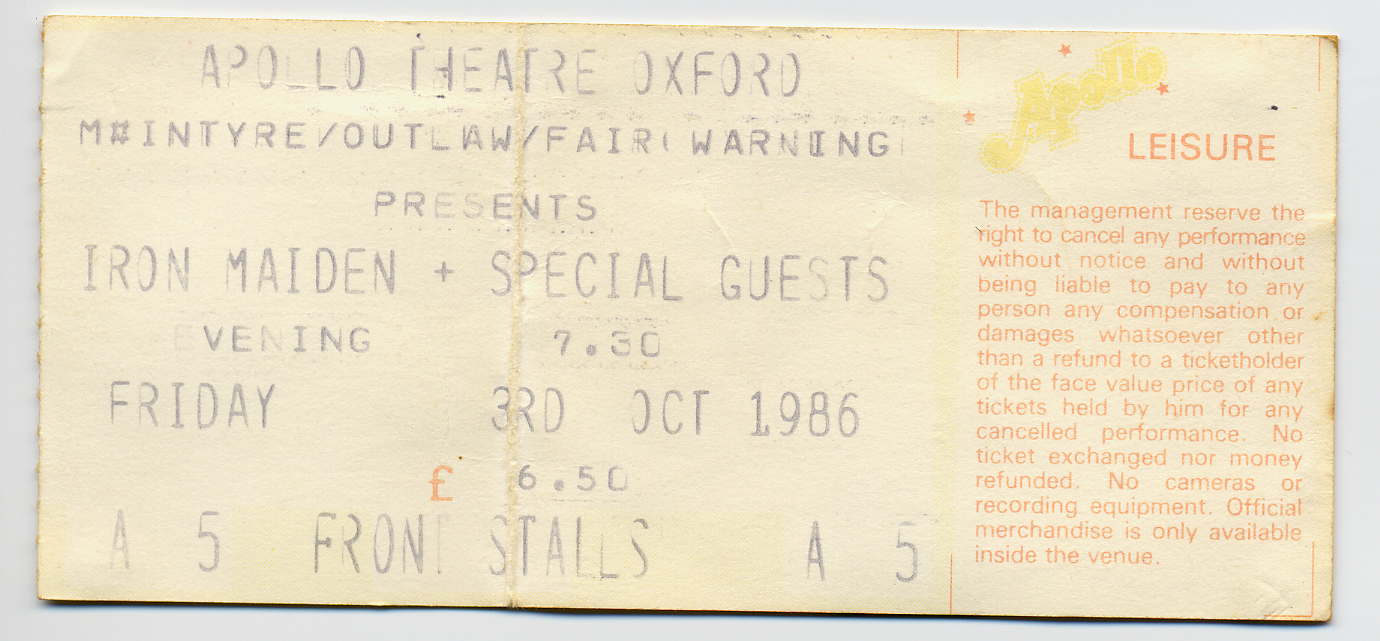 APOLLO THEATRE OXFORD
M#INTYRE/OUTLAW/FAIR(WARNING
PRESENTS
IRON MAIDEN + SPECIAL GUESTS
EVENING 7.30
FRIDAY 3RD OCT 1986
£ 6.50
A 5 FRONT STALLS A 5
Apollo
LEISURE
The management reserve the
right to cancel any performance
without notice and without
being liable to pay to any
person any compensation or
damages whatsoever other
than a refund to a ticketholder
of the face value price of any
tickets held by him for any
cancelled performance. No
ticket exchanged nor money
refunded. No cameras or
recording equipment. Official
merchandise is only available
inside the venue.